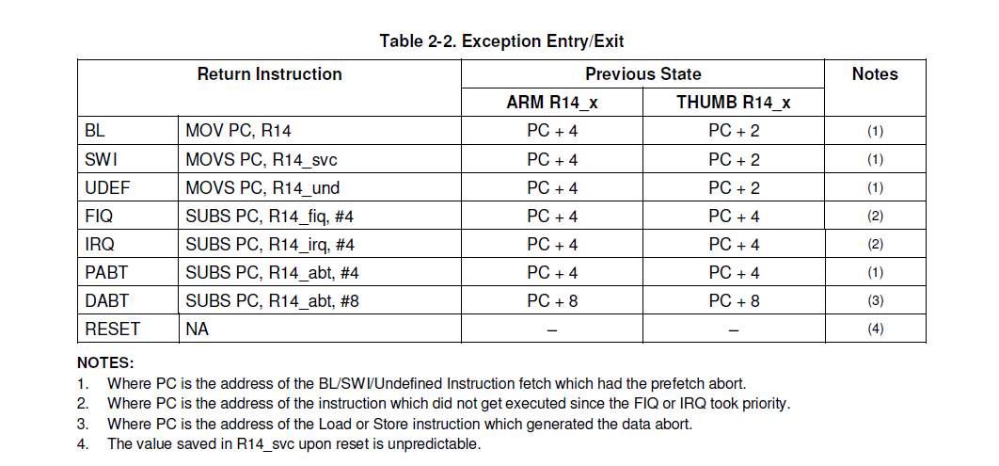 Table 2-2. Exception Entry/Exit
Return Instruction Previous State Notes
ARM R14_x THUMB R14_x
BL MOV PC, R14 PC + 4 PC + 2 (1)
SWI MOVS PC, R14_svc PC + 4 PC + 2 (1)
UDEF MOVS PC, R14_und PC + 4 PC + 2 (1)
FIQ SUBS PC, R14_fiq, #4 PC + 4 PC + 4 (2)
IRQ SUBS PC, R14_irq, #4 PC + 4 PC + 4 (2)
PABT SUBS PC, R14_abt, #4 PC + 4 PC + 4 (1)
DABT SUBS PC, R14_abt, #8 PC + 8 PC + 8 (3)
RESET NA – – (4)
NOTES:
1. Where PC is the address of the BL/SWI/Undefined Instruction fetch which had the prefetch abort.
2. Where PC is the address of the instruction which did not get executed since the FIQ or IRQ took priority.
3. Where PC is the address of the Load or Store instruction which generated the data abort.
4. The value saved in R14_svc upon reset is unpredictable.